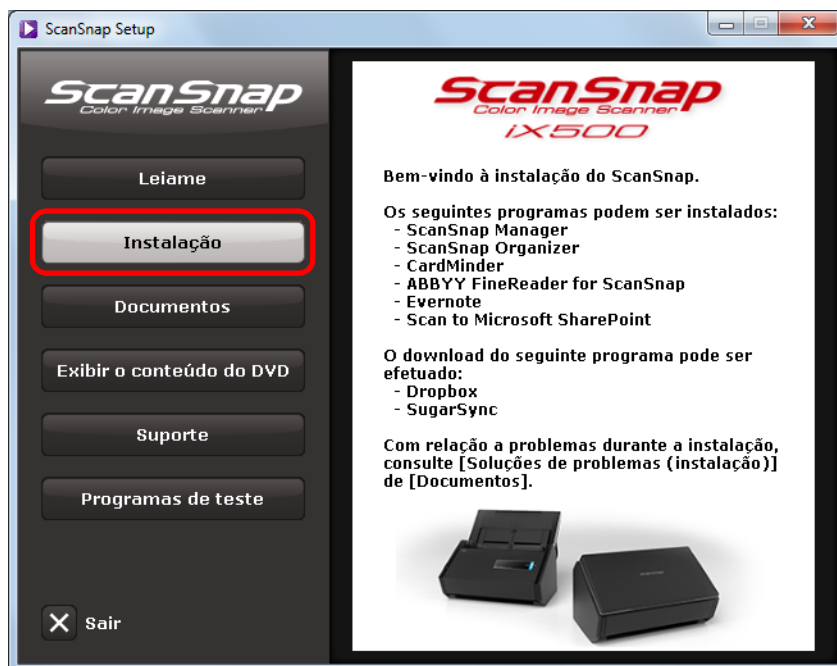 ScanSnap Setup
ScanSnap
Color Image Scanner
Leiame
Instalação
Documentos
Exibir o conteúdo do DVD
Suporte
Programas de teste
Sair
ScanSnap
Color Image Scanner
iX500
Bem-vindo à instalação do ScanSnap.
Os seguintes programas podem ser instalados:
- ScanSnap Manager
- ScanSnap Organizer
- CardMinder
- ABBYY FineReader for ScanSnap
- Evernote
- Scan to Microsoft SharePoint
O download do seguinte programa pode ser
efetuado:
- Dropbox
- SugarSync
Com relação a problemas durante a instalação,
consulte [Soluções de problemas (instalação)]
de [Documentos].